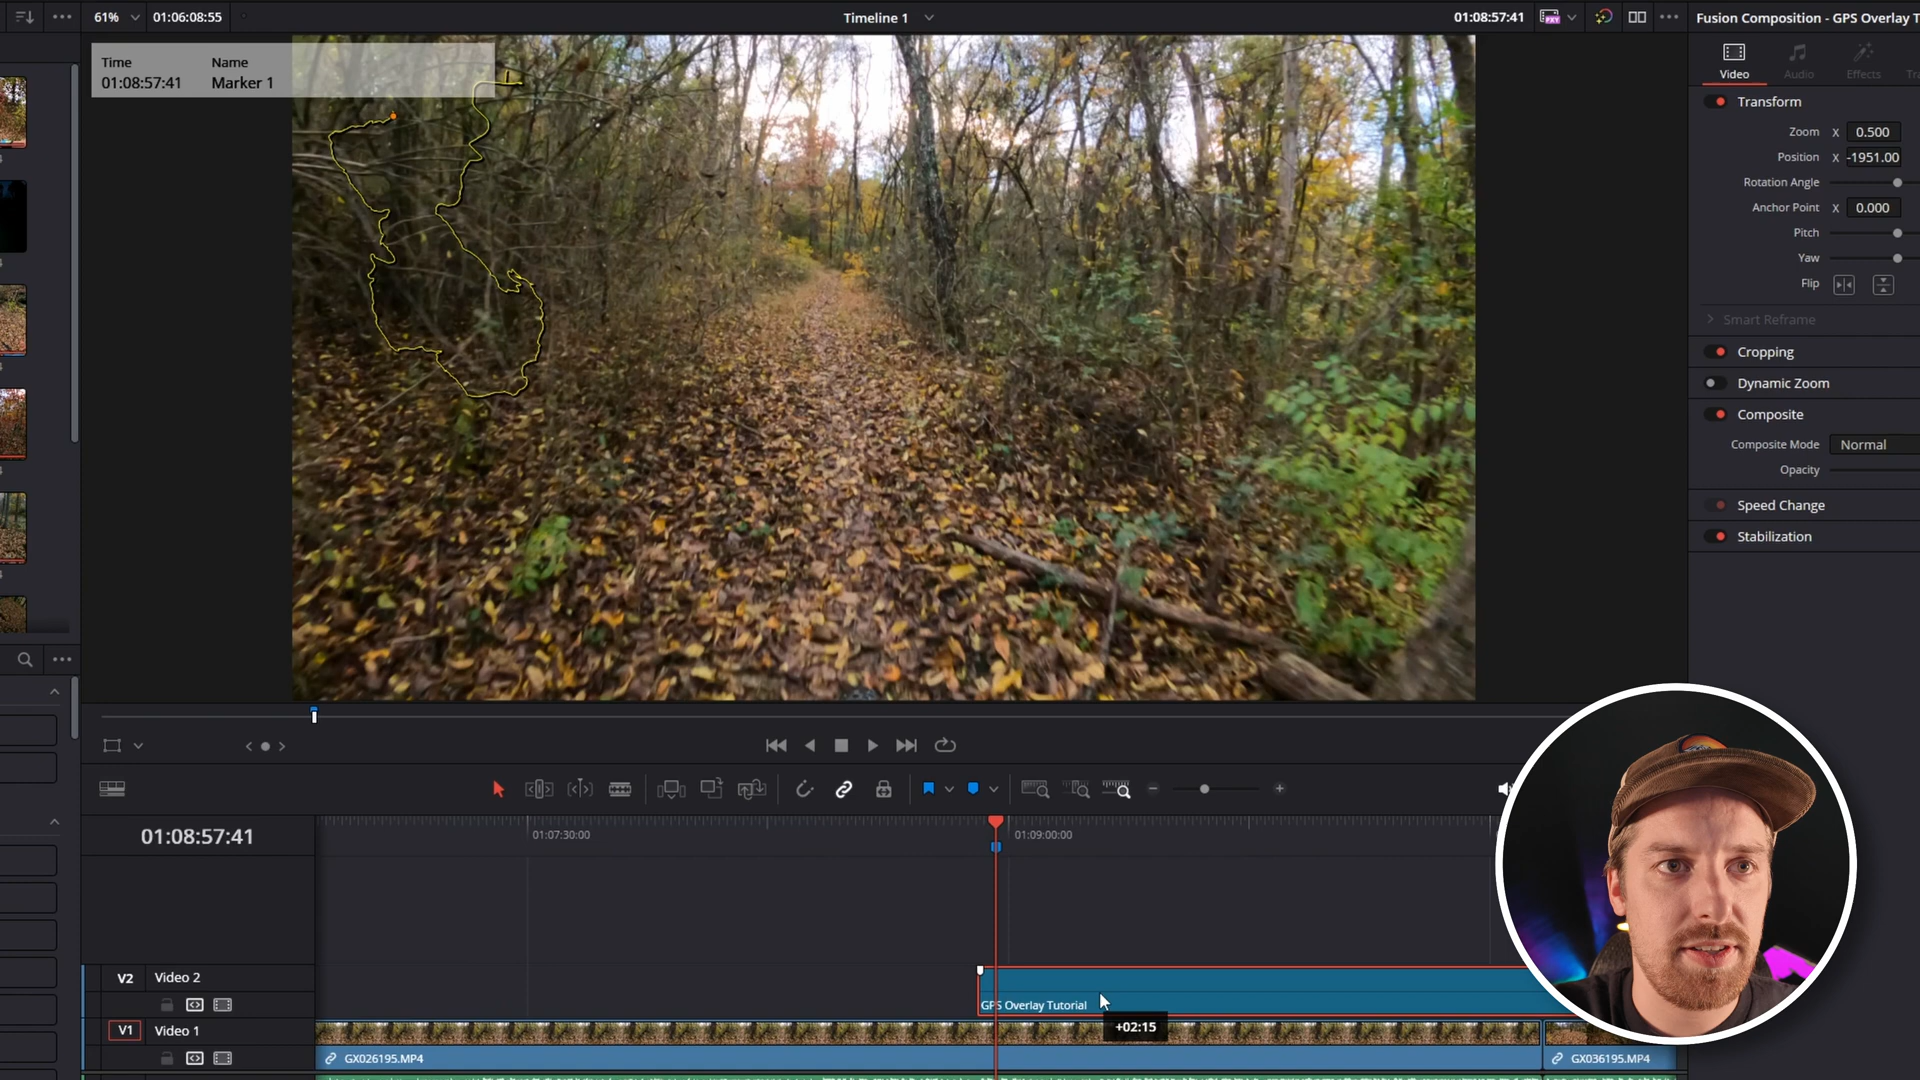 61%
01:06:08:55
Timeline 1
01:08:57:41
PXY
Fusion Composition - GPS Overlay T
Time
Name
01:08:57:41
Marker 1
Video
Audio
Effects
Transform
Zoom X 0.500
Position X -1951.00
Rotation Angle
Anchor Point X 0.000
Pitch
Yaw
Flip
Smart Reframe
Cropping
Dynamic Zoom
Composite
Composite Mode Normal
Opacity
Speed Change
Stabilization
01:08:57:41
01:07:30:00
01:09:00:00
V2 Video 2
GPS Overlay Tutorial
+02:15
V1 Video 1
GX026195.MP4
GX036195.MP4